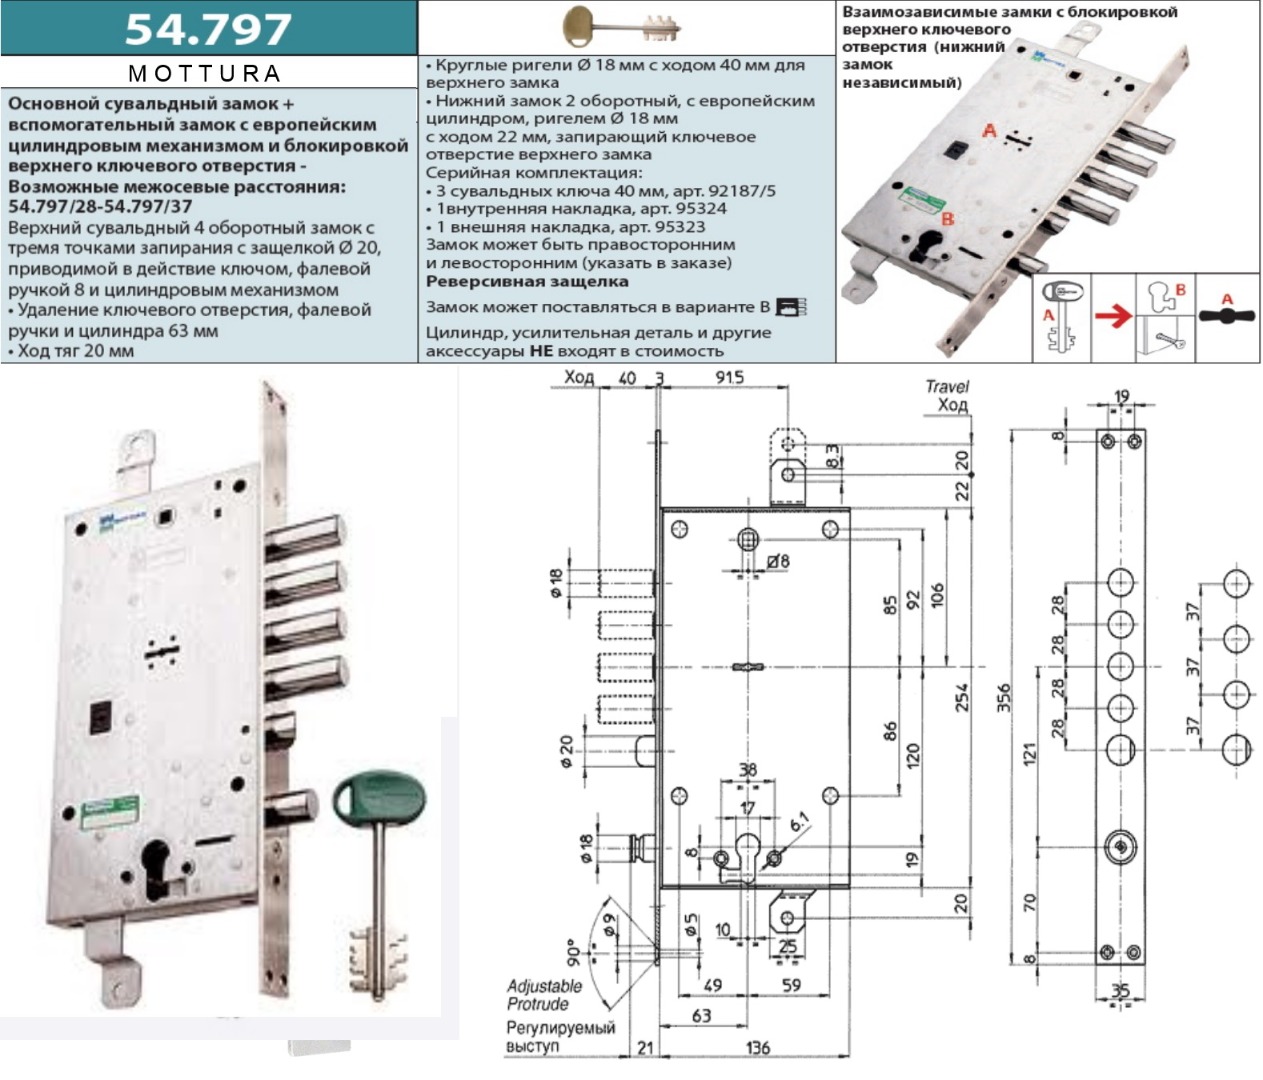 54.797
MOTTURA
Основной сувальдный замок +
вспомогательный замок с европейским
цилиндровым механизмом и блокировкой
верхнего ключевого отверстия -
Возможные межосевые расстояния:
54.797/28-54.797/37
Верхний сувальдный 4 оборотный замок с
тремя точками запирания с защелкой Ø 20,
приводимой в действие ключом, фалевой
ручкой 8 и цилиндровым механизмом
• Удаление ключевого отверстия, фалевой
ручки и цилиндра 63 мм
• Ход тяг 20 мм
• Круглые ригели Ø 18 мм с ходом 40 мм для
верхнего замка
• Нижний замок 2 оборотный, с европейским
цилиндром, ригелем Ø 18 мм
с ходом 22 мм, запирающий ключевое
отверстие верхнего замка
Серийная комплектация:
• 3 сувальдных ключа 40 мм, арт. 92187/5
• 1внутренняя накладка, арт. 95324
• 1 внешняя накладка, арт. 95323
Замок может быть правосторонним
и левосторонним (указать в заказе)
Реверсивная защелка
Замок может поставляться в варианте В
Цилиндр, усилительная деталь и другие
аксессуары НЕ входят в стоимость
Взаимозависимые замки с блокировкой
верхнего ключевого
отверстия (нижний
замок
независимый)
A
B
A
B
A
Ход 40 3 91.5
Travel
Ход
8.3
20
22
⌀8
ø18
85
92
106
ø20
254
86
120
38
17
6.1
ø18
8
19
20
10
25
ø9
ø5
90°
49
59
63
Adjustable
Protrude
Регулируемый
выступ
21
136
19
8
28
28
28
28
37
37
37
356
121
70
8
35